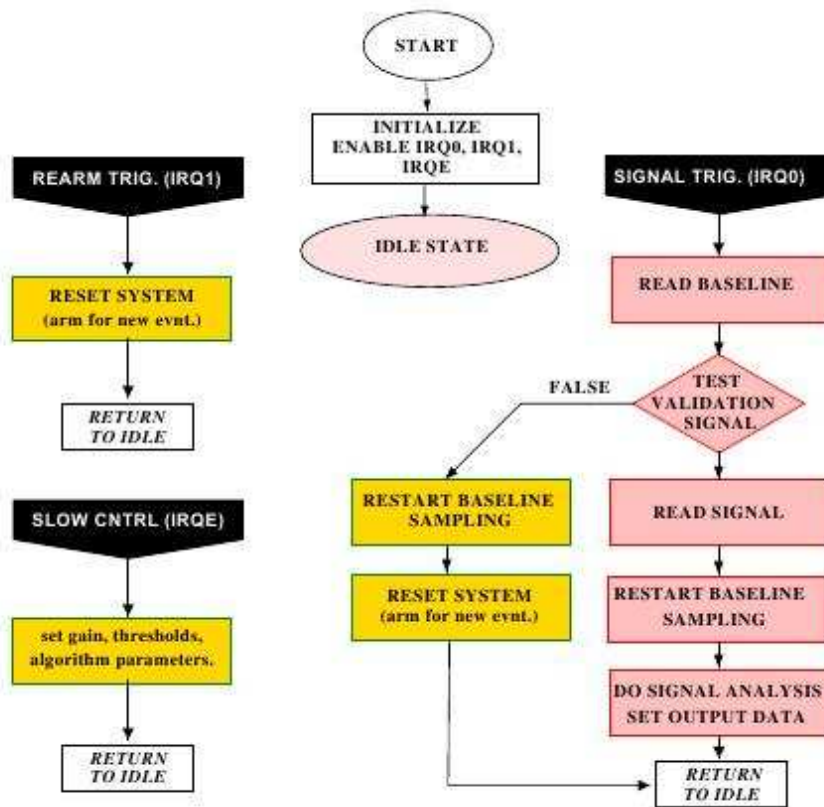 START
INITIALIZE
ENABLE IRQ0, IRQ1,
IRQE
IDLE STATE
REARM TRIG. (IRQ1)
RESET SYSTEM
(arm for new evnt.)
RETURN
TO IDLE
SLOW CNTRL (IRQE)
set gain, thresholds,
algorithm parameters.
RETURN
TO IDLE
SIGNAL TRIG. (IRQ0)
READ BASELINE
TEST
VALIDATION
SIGNAL
FALSE
RESTART BASELINE
SAMPLING
RESET SYSTEM
(arm for new evnt.)
READ SIGNAL
RESTART BASELINE
SAMPLING
DO SIGNAL ANALYSIS
SET OUTPUT DATA
RETURN
TO IDLE